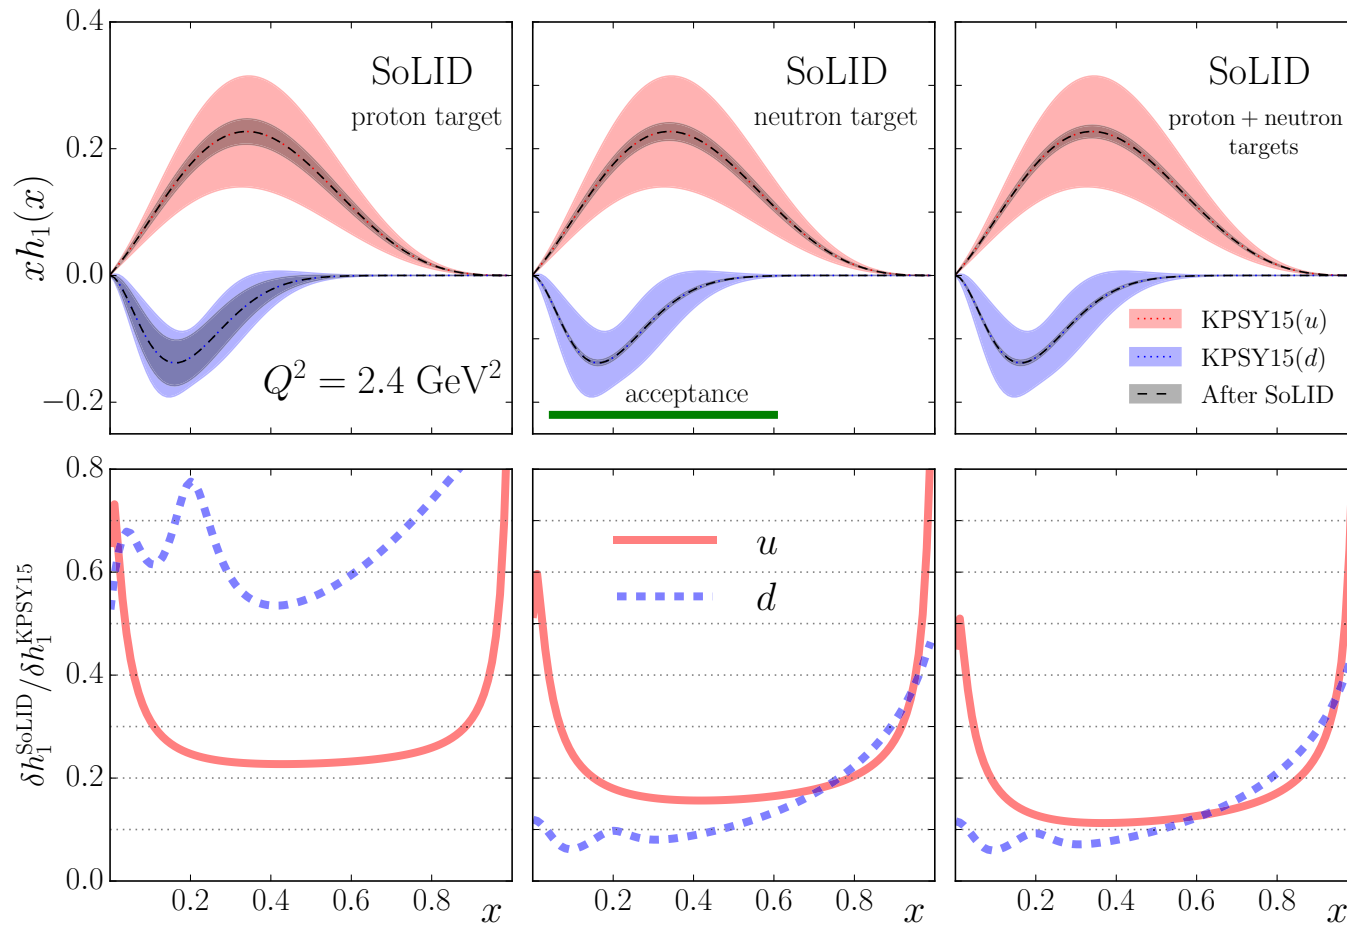 0.4
0.2
0.0
−0.2
xh₁(x)
SoLID
proton target
Q² = 2.4 GeV²
SoLID
neutron target
acceptance
SoLID
proton + neutron
targets
KPSY15(u)
KPSY15(d)
After SoLID
0.8
0.6
0.4
0.2
0.0
δh₁^SoLID/δh₁^KPSY15
u
d
0.2 0.4 0.6 0.8 x
0.2 0.4 0.6 0.8 x
0.2 0.4 0.6 0.8 x